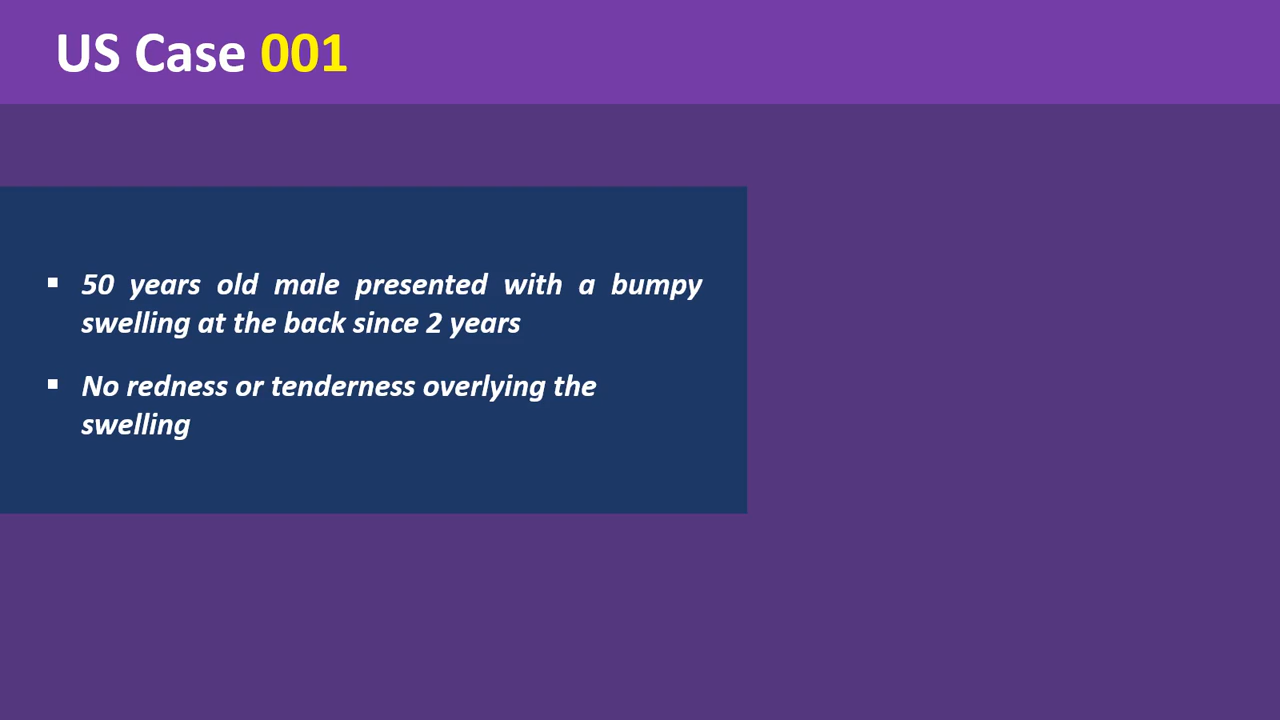 US Case 001
▪ 50 years old male presented with a bumpy
swelling at the back since 2 years
▪ No redness or tenderness overlying the
swelling